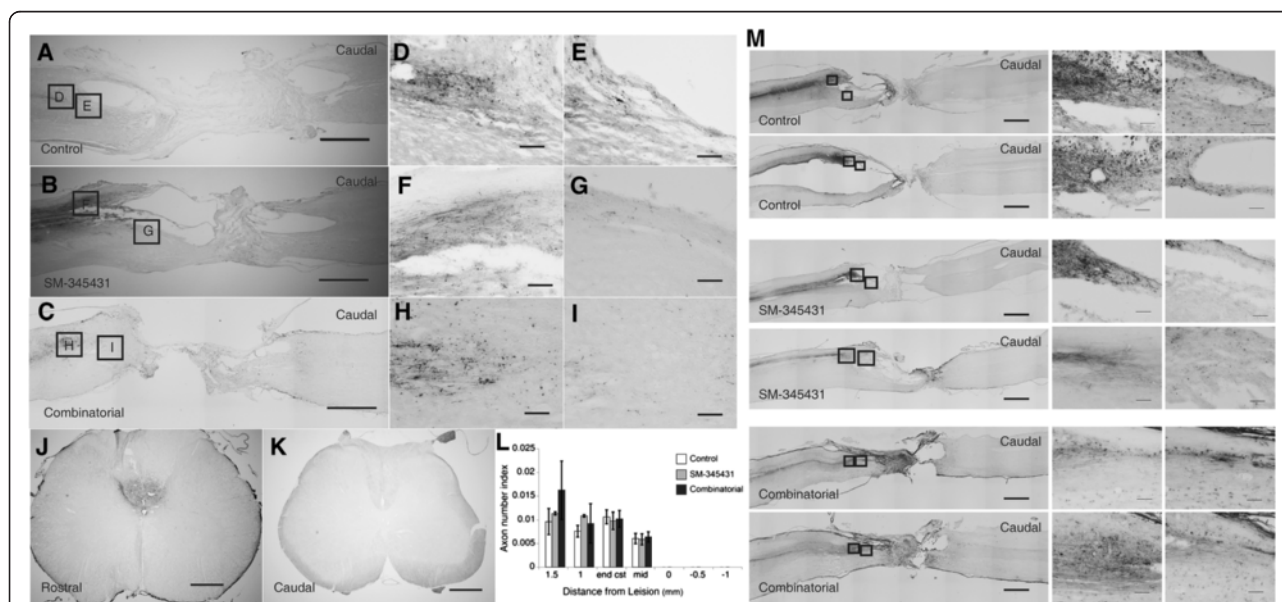 A
Caudal
D
E
Control
D
E
B
Caudal
F
G
SM-345431
F
G
C
Caudal
H
I
Combinatorial
H
I
J
Rostral
K
Caudal
L
Axon number index
0.025
0.02
0.015
0.01
0.005
0
Control
SM-345431
Combinatorial
1.5 1 end cst mid 0 -0.5 -1
Distance from Leision (mm)
M
Caudal
Control
Caudal
Control
Caudal
SM-345431
Caudal
SM-345431
Caudal
Combinatorial
Caudal
Combinatorial